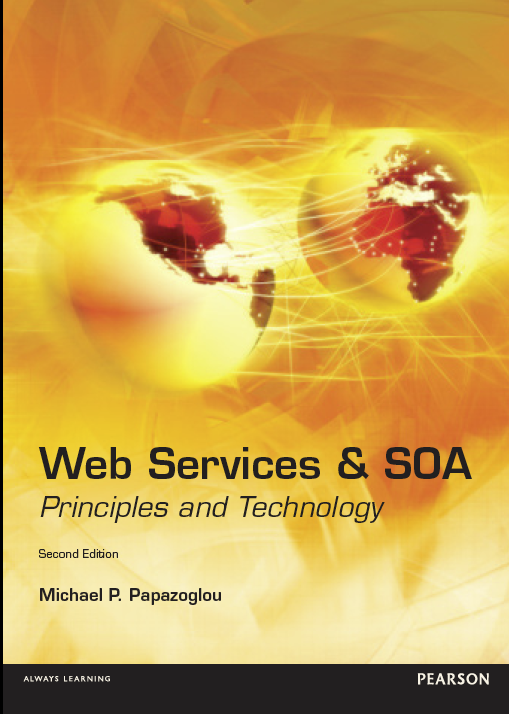 Web Services & SOA
Principles and Technology
Second Edition
Michael P. Papazoglou
ALWAYS LEARNING
PEARSON